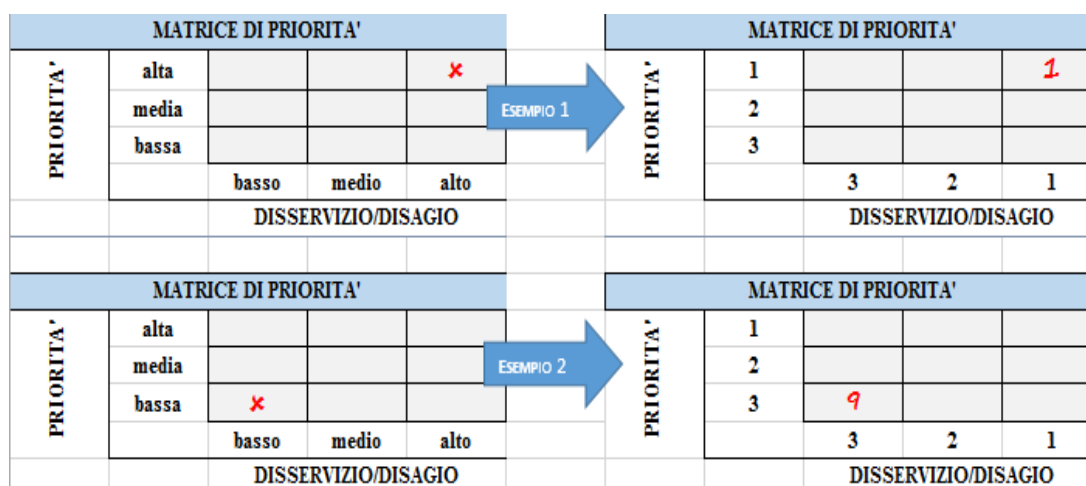 MATRICE DI PRIORITA' MATRICE DI PRIORITA'
PRIORITA' alta x ESEMPIO 1 PRIORITA' 1 1
media 2
bassa 3
basso medio alto 3 2 1
DISSERVIZIO/DISAGIO DISSERVIZIO/DISAGIO
MATRICE DI PRIORITA' MATRICE DI PRIORITA'
PRIORITA' alta ESEMPIO 2 PRIORITA' 1
media 2
bassa x 3 9
basso medio alto 3 2 1
DISSERVIZIO/DISAGIO DISSERVIZIO/DISAGIO